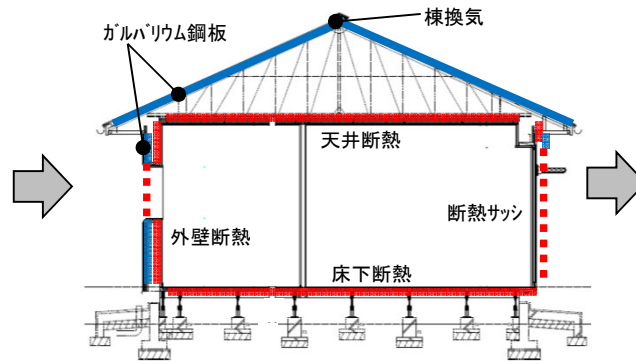 ｶﾞﾙﾊﾞﾘｳﾑ鋼板
棟換気
天井断熱
断熱ｻｯｼ
外壁断熱
床下断熱